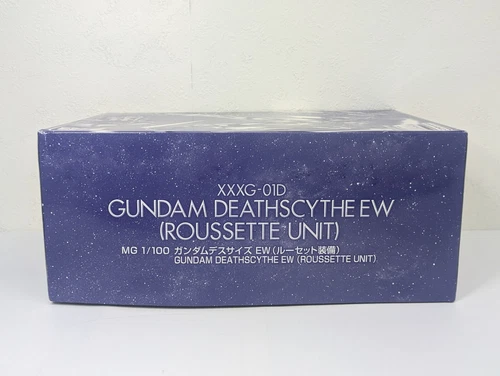 XXXG-01D
GUNDAM DEATHSCYTHE EW
(ROUSSETTE UNIT)
MG 1/100 ガンダムデスサイズ EW(ルーセット装備)
GUNDAM DEATHSCYTHE EW (ROUSSETTE UNIT)